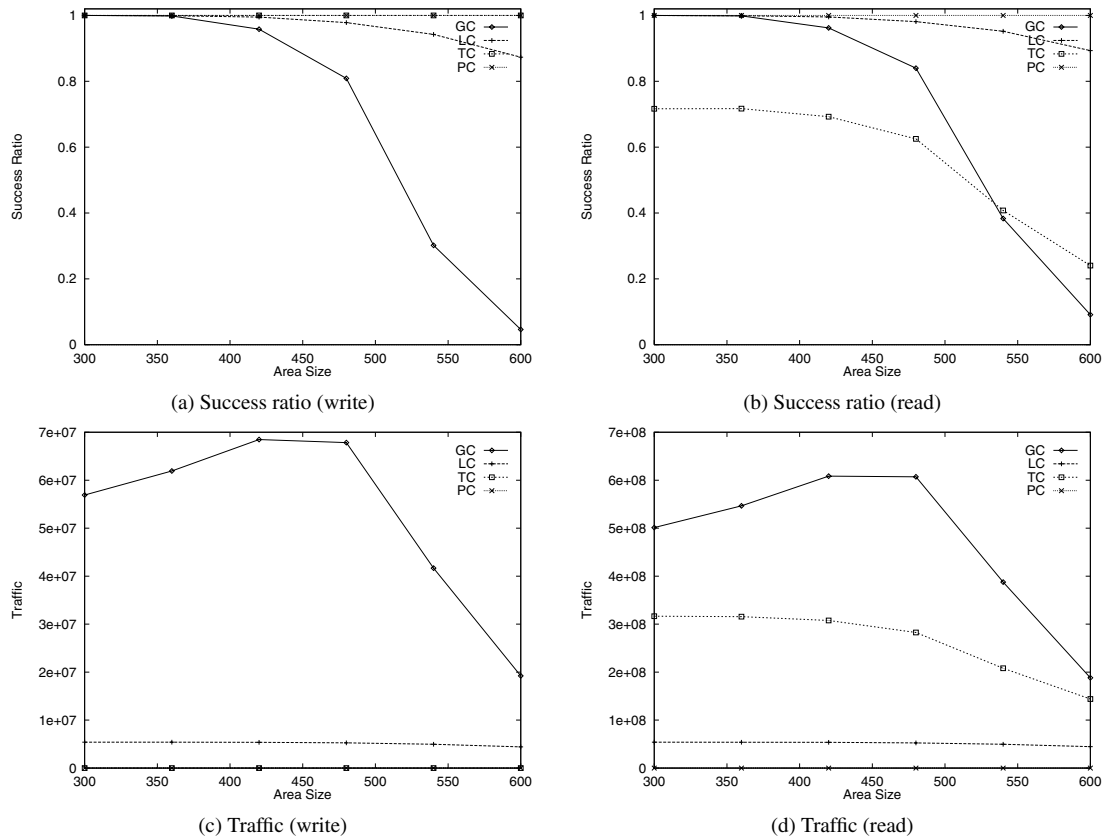 1
0.8
0.6
0.4
0.2
0
Success Ratio
300 350 400 450 500 550 600
Area Size
GC
LC
TC
PC
(a) Success ratio (write)
1
0.8
0.6
0.4
0.2
0
Success Ratio
300 350 400 450 500 550 600
Area Size
GC
LC
TC
PC
(b) Success ratio (read)
7e+07
6e+07
5e+07
4e+07
3e+07
2e+07
1e+07
0
Traffic
300 350 400 450 500 550 600
Area Size
GC
LC
TC
PC
(c) Traffic (write)
7e+08
6e+08
5e+08
4e+08
3e+08
2e+08
1e+08
0
Traffic
300 350 400 450 500 550 600
Area Size
GC
LC
TC
PC
(d) Traffic (read)